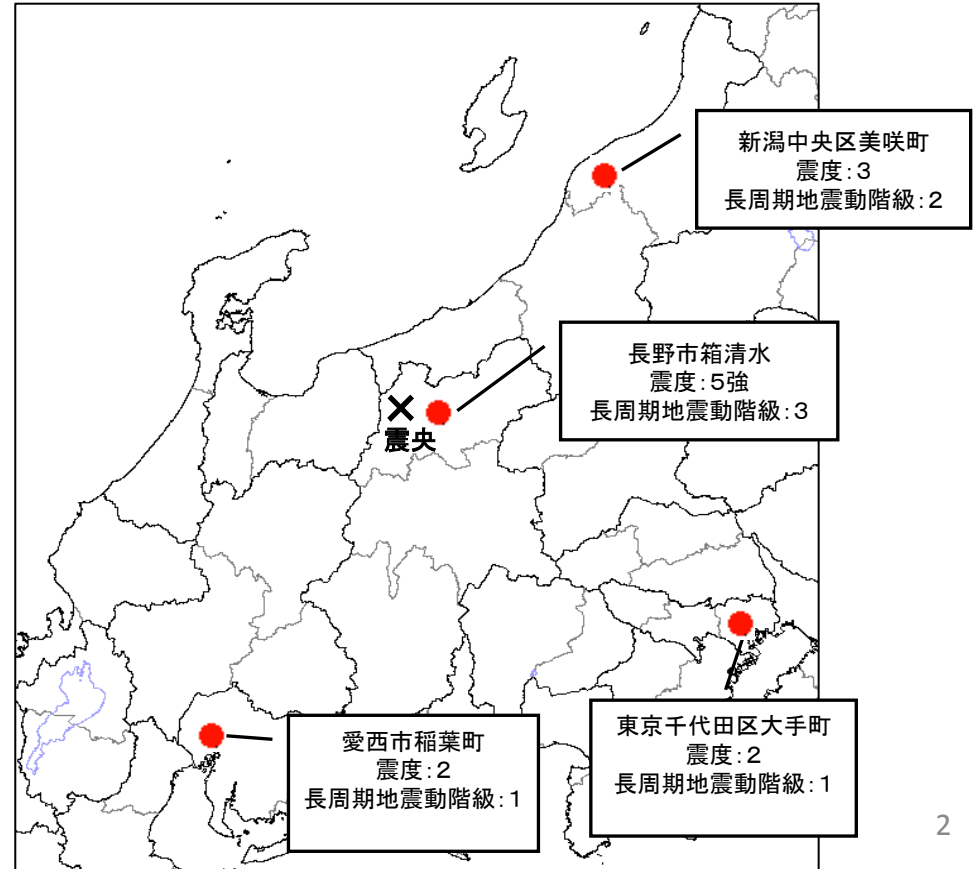 新潟中央区美咲町
震度:3
長周期地震動階級:2
長野市箱清水
震度:5強
長周期地震動階級:3
震央
東京千代田区大手町
震度:2
長周期地震動階級:1
愛西市稲葉町
震度:2
長周期地震動階級:1
2